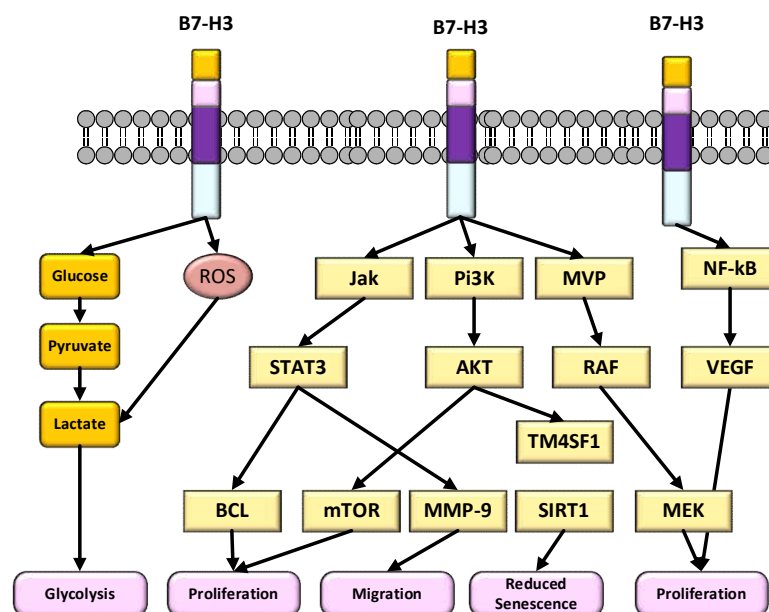 B7-H3
B7-H3
B7-H3
Glucose
ROS
Jak
Pi3K
MVP
NF-kB
Pyruvate
STAT3
AKT
RAF
VEGF
Lactate
TM4SF1
BCL
mTOR
MMP-9
SIRT1
MEK
Glycolysis
Proliferation
Migration
Reduced
Senescence
Proliferation